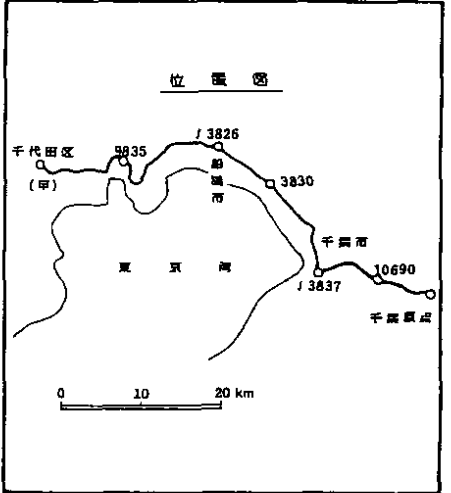 位置図
∫3826
9835
千代田区
(甲)
船橋市
3830
千葉市
東京湾
10690
∫3837
千葉原点
0 10 20 km